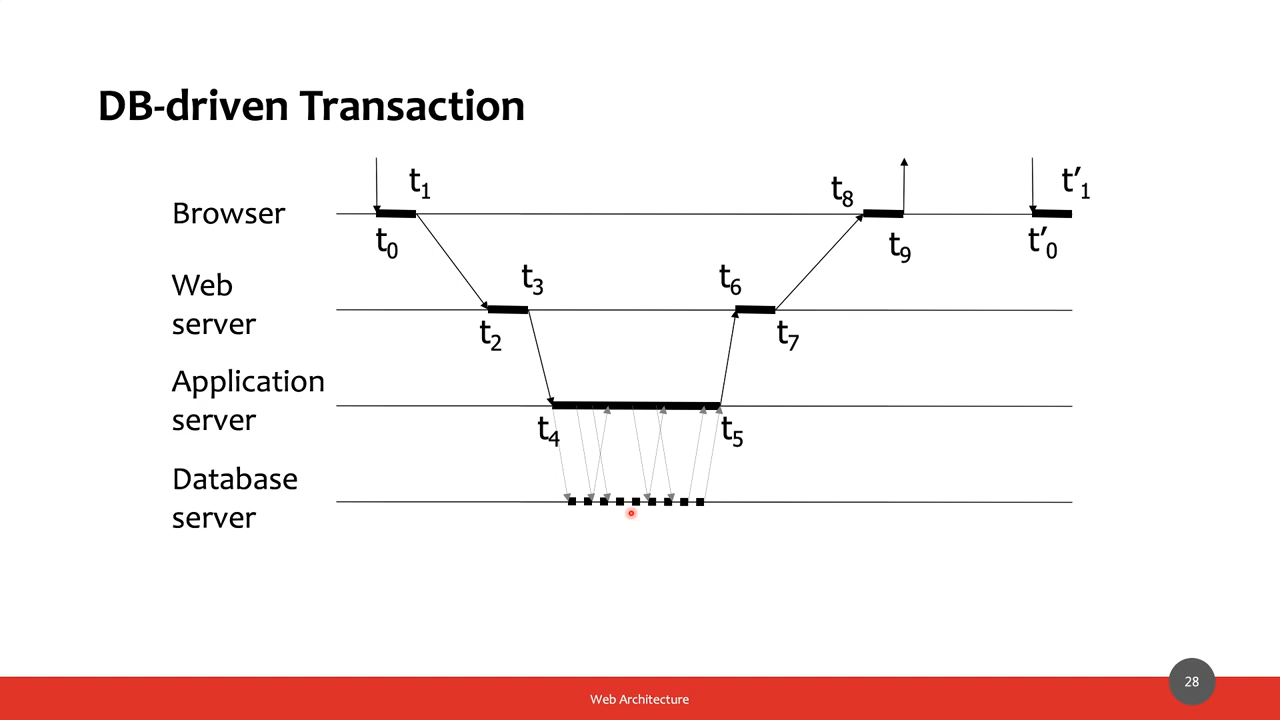 DB-driven Transaction
t1
t8
t'1
Browser
t0
t'0
t9
t3
t6
Web
server
t2
t7
Application
server
t4
t5
Database
server
28
Web Architecture